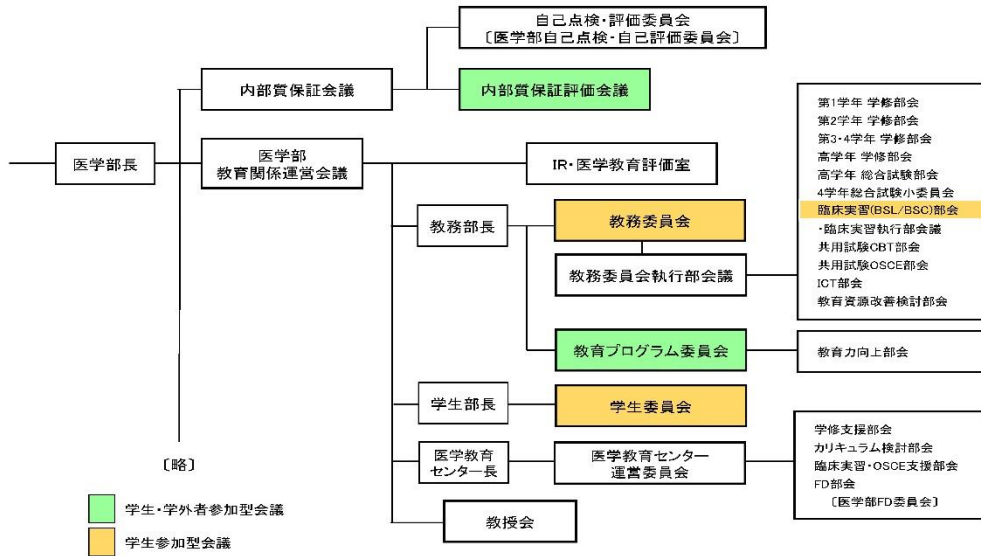 自己点検・評価委員会
〔医学部自己点検・自己評価委員会〕
内部質保証会議
内部質保証評価会議
医学部長
医学部
教育関係運営会議
IR・医学教育評価室
教務部長
教務委員会
教務委員会執行部会議
第1学年 学修部会
第2学年 学修部会
第3・4学年 学修部会
高学年 学修部会
高学年 総合試験部会
4学年総合試験小委員会
臨床実習(BSL/BSC)部会
・臨床実習執行部会議
共用試験CBT部会
共用試験OSCE部会
ICT部会
教育資源改善検討部会
教育プログラム委員会
教育力向上部会
学生部長
学生委員会
医学教育
センター長
医学教育センター
運営委員会
学修支援部会
カリキュラム検討部会
臨床実習・OSCE支援部会
FD部会
〔医学部FD委員会〕
教授会
〔略〕
学生・学外者参加型会議
学生参加型会議